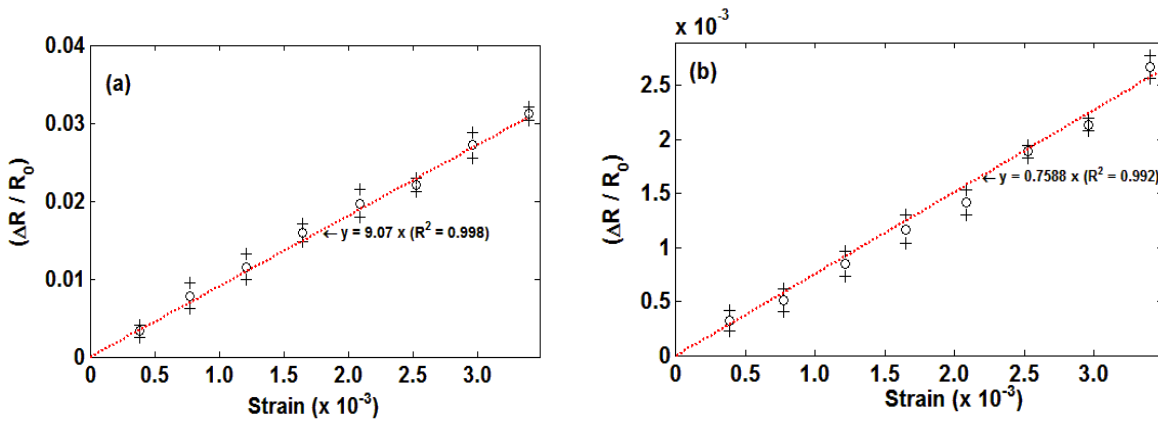 (a)
0.04
0.03
0.02
0.01
0
(ΔR / R0)
y = 9.07 x (R² = 0.998)
0 0.5 1.0 1.5 2.0 2.5 3.0
Strain (x 10⁻³)
x 10⁻³
(b)
2.5
2
1.5
1
0.5
0
(ΔR / R0)
y = 0.7588 x (R² = 0.992)
0 0.5 1.0 1.5 2.0 2.5 3.0
Strain (x 10⁻³)